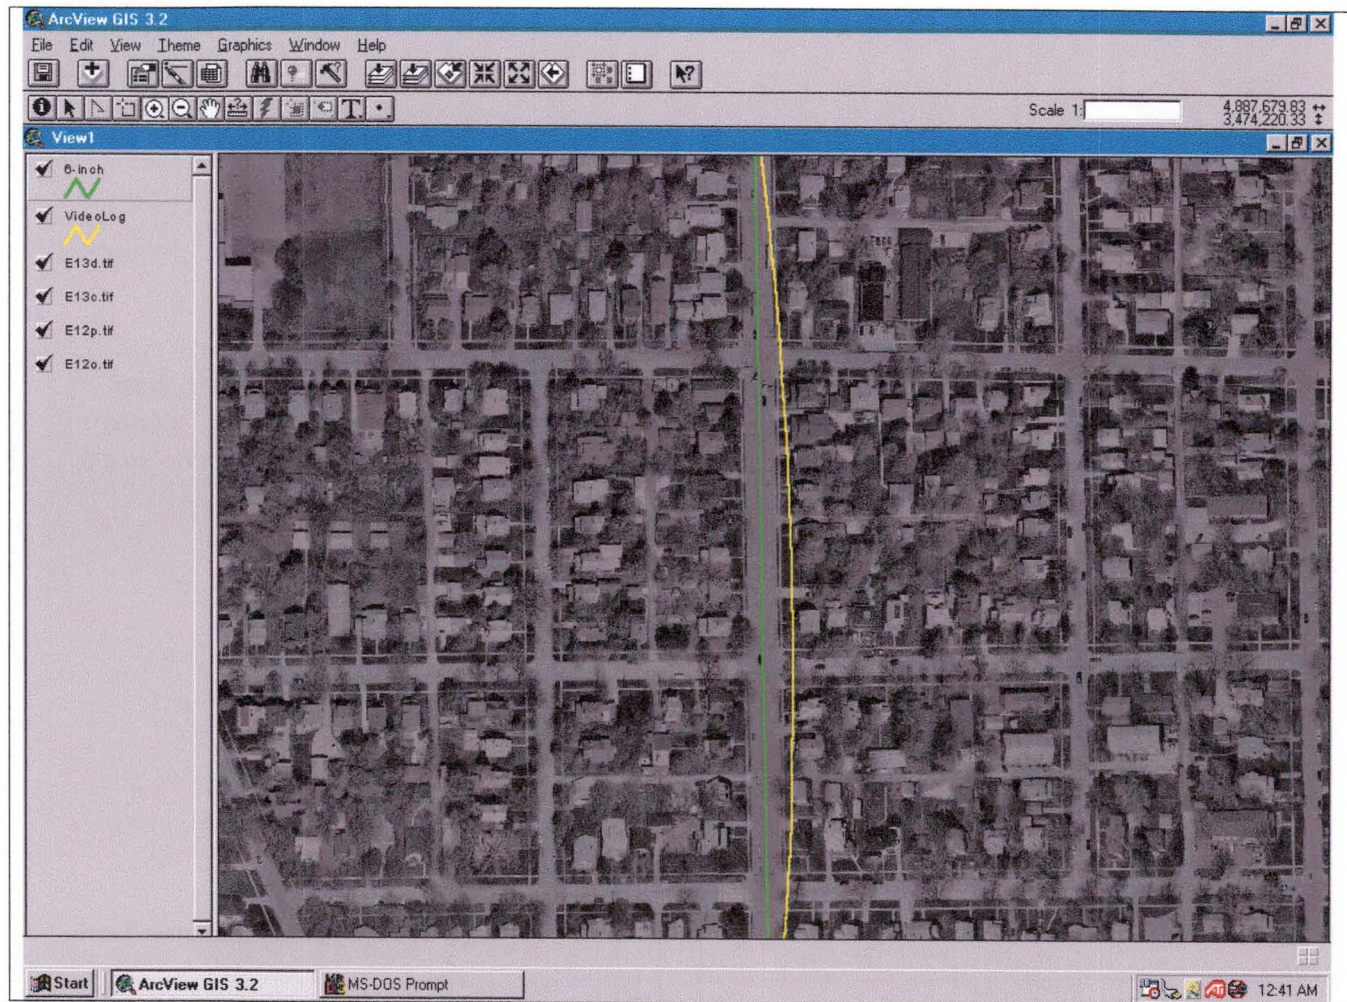 ArcView GIS 3.2
File Edit View Theme Graphics Window Help
Scale 1:
4,887,679.83
3,474,220.33
View1
6-inch
VideoLog
E13d.tif
E13c.tif
E12p.tif
E12o.tif
Start
ArcView GIS 3.2
MS-DOS Prompt
12:41 AM